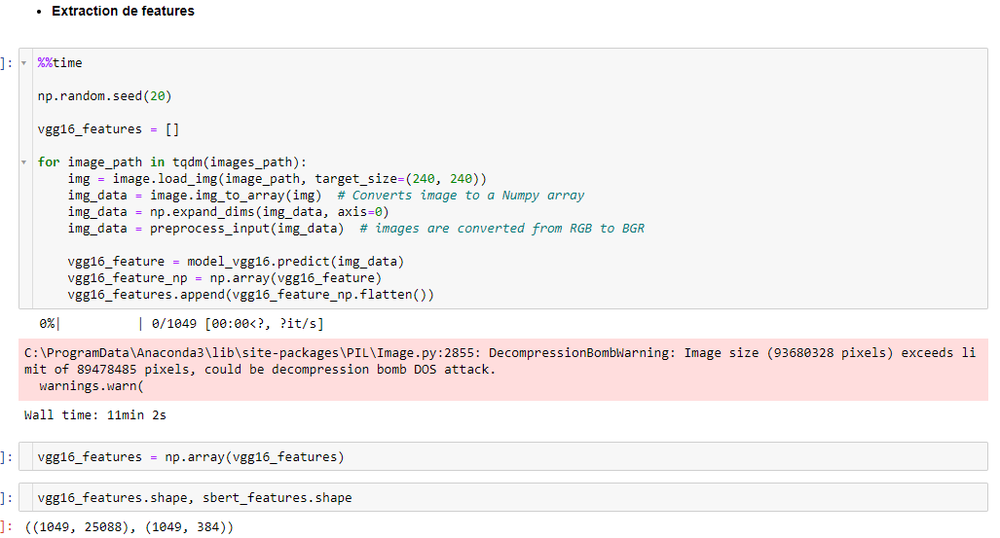 • Extraction de features
]: %%time
np.random.seed(20)
vgg16_features = []
for image_path in tqdm(images_path):
    img = image.load_img(image_path, target_size=(240, 240))
    img_data = image.img_to_array(img)  # Converts image to a Numpy array
    img_data = np.expand_dims(img_data, axis=0)
    img_data = preprocess_input(img_data)  # images are converted from RGB to BGR
    vgg16_feature = model_vgg16.predict(img_data)
    vgg16_feature_np = np.array(vgg16_feature)
    vgg16_features.append(vgg16_feature_np.flatten())
0%|          | 0/1049 [00:00<?, ?it/s]
C:\ProgramData\Anaconda3\lib\site-packages\PIL\Image.py:2855: DecompressionBombWarning: Image size (93680328 pixels) exceeds li
mit of 89478485 pixels, could be decompression bomb DOS attack.
  warnings.warn(
Wall time: 11min 2s
]: vgg16_features = np.array(vgg16_features)
]: vgg16_features.shape, sbert_features.shape
]: ((1049, 25088), (1049, 384))